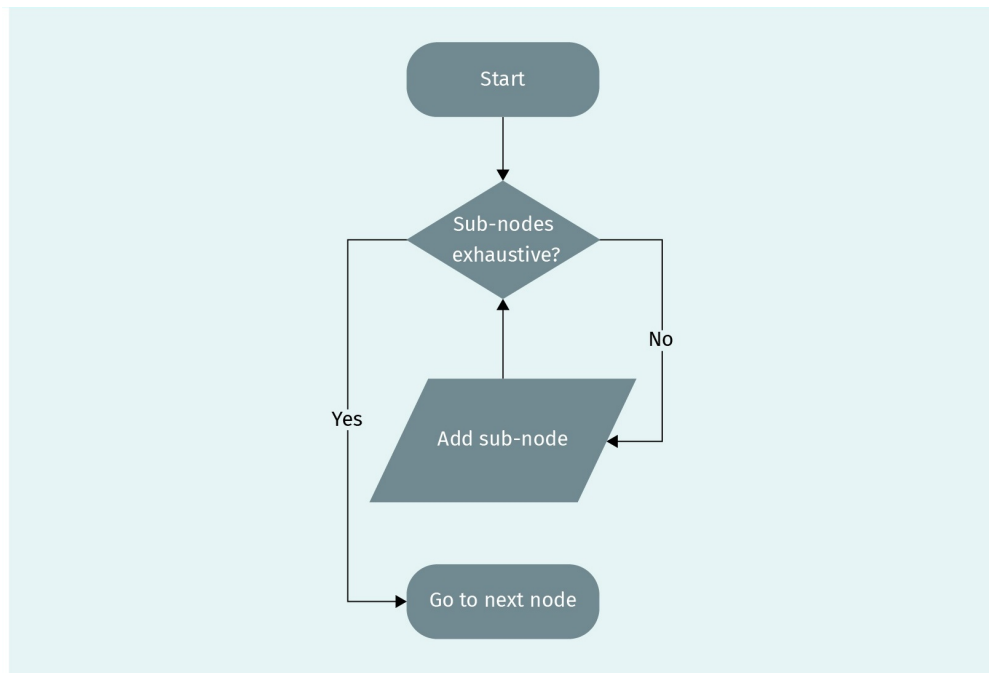 Start
Sub-nodes
exhaustive?
No
Yes
Add sub-node
Go to next node